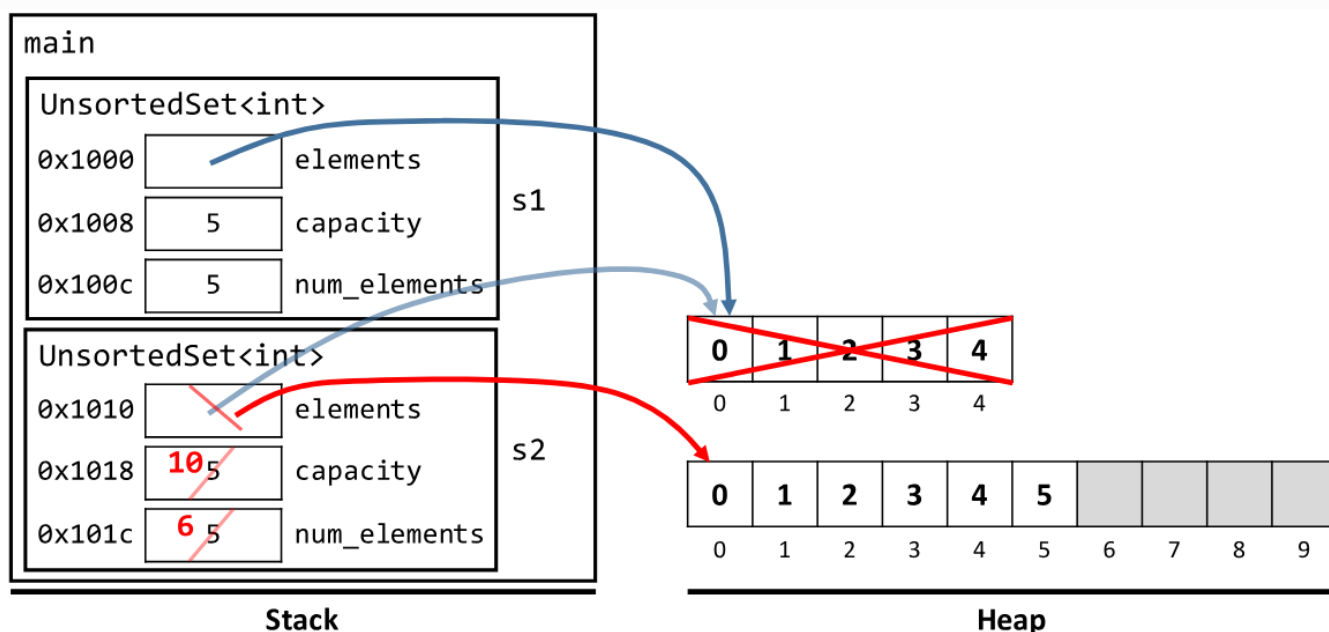 main
UnsortedSet<int>
0x1000 elements
0x1008 5 capacity
0x100c 5 num_elements
s1
UnsortedSet<int>
0x1010 elements
0x1018 10 5 capacity
0x101c 6 5 num_elements
s2
0 1 2 3 4
0 1 2 3 4
0 1 2 3 4 5
0 1 2 3 4 5 6 7 8 9
Stack
Heap